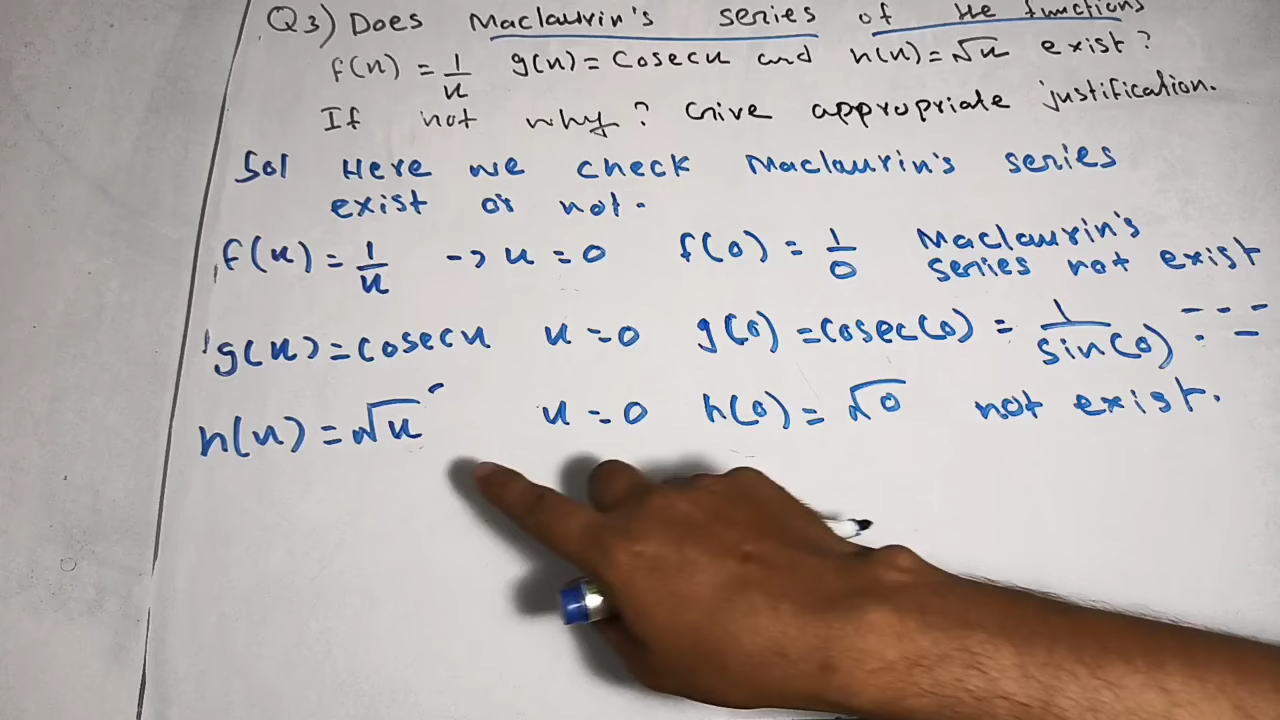 Q3) Does Maclaurin's series of the functions
f(x) = 1/x g(x) = Cosecx and h(x) = √x exist?
If not why? Give appropriate justification.
Sol Here we check Maclaurin's series
exist or not.
f(x) = 1/x → x = 0 f(0) = 1/0 Maclaurin's
series not exist
g(x) = cosecx x = 0 g(0) = cosec(0) = 1/sin(0)
h(x) = √x x = 0 h(0) = √0 not exist.